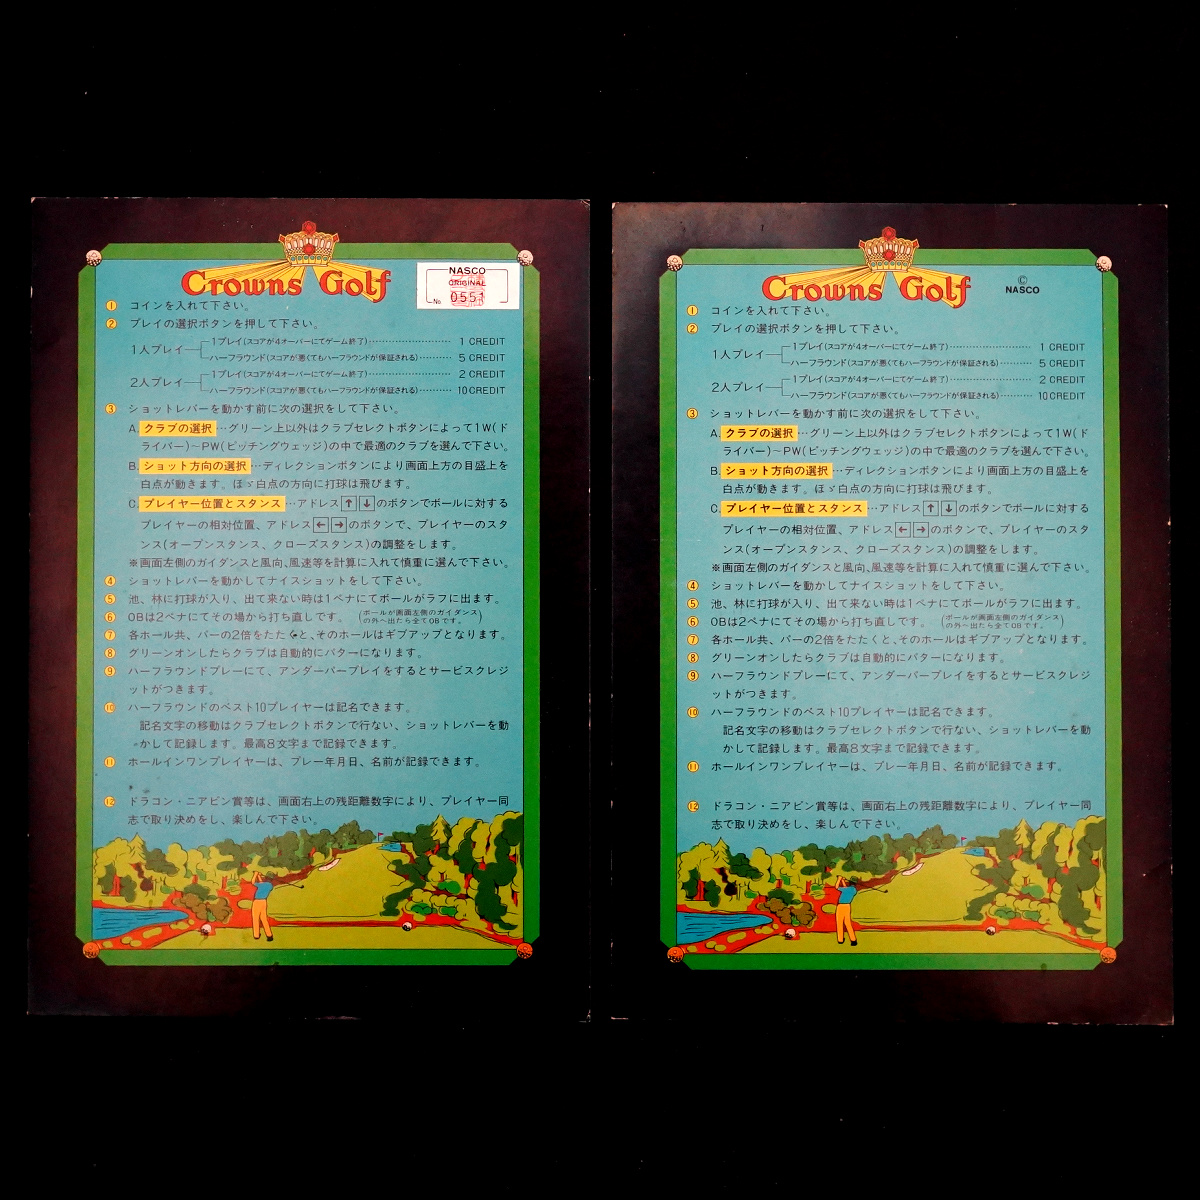 Crowns Golf
NASCO
ORIGINAL
No 0551
① コインを入れて下さい。
② プレイの選択ボタンを押して下さい。
1人プレイ
1プレイ(スコアが4オーバーにてゲーム終了)………… 1 CREDIT
ハーフラウンド(スコアが悪くてもハーフラウンドが保証される)………… 5 CREDIT
2人プレイ
1プレイ(スコアが4オーバーにてゲーム終了)………… 2 CREDIT
ハーフラウンド(スコアが悪くてもハーフラウンドが保証される)………… 10 CREDIT
③ ショットレバーを動かす前に次の選択をして下さい。
A. クラブの選択…グリーン上以外はクラブセレクトボタンによって1W(ド
ライバー)〜PW(ピッチングウェッジ)の中で最適のクラブを選んで下さい。
B. ショット方向の選択…ディレクションボタンにより画面上方の目盛上を
白点が動きます。ほゞ白点の方向に打球は飛びます。
C. プレイヤー位置とスタンス…アドレス↑↓のボタンでボールに対する
プレイヤーの相対位置、アドレス←→のボタンで、プレイヤーのスタ
ンス(オープンスタンス、クローズスタンス)の調整をします。
※画面左側のガイダンスと風向、風速等を計算に入れて慎重に選んで下さい。
④ ショットレバーを動かしてナイスショットをして下さい。
⑤ 池、林に打球が入り、出て来ない時は1ペナにてボールがラフに出ます。
⑥ OBは2ペナにてその場から打ち直しです。(ボールが画面左側のガイダンス
の外へ出たら全てOBです。)
⑦ 各ホール共、パーの2倍をたたくと、そのホールはギブアップとなります。
⑧ グリーンオンしたらクラブは自動的にパターになります。
⑨ ハーフラウンドプレーにて、アンダーパープレイをするとサービスクレジ
ットがつきます。
⑩ ハーフラウンドのベスト10プレイヤーは記名できます。
記名文字の移動はクラブセレクトボタンで行ない、ショットレバーを動
かして記録します。最高8文字まで記録できます。
⑪ ホールインワンプレイヤーは、プレー年月日、名前が記録できます。
⑫ ドラコン・ニアピン賞等は、画面右上の残距離数字により、プレイヤー同
志で取り決めをし、楽しんで下さい。
Crowns Golf
©
NASCO
① コインを入れて下さい。
② プレイの選択ボタンを押して下さい。
1人プレイ
1プレイ(スコアが4オーバーにてゲーム終了)………… 1 CREDIT
ハーフラウンド(スコアが悪くてもハーフラウンドが保証される)………… 5 CREDIT
2人プレイ
1プレイ(スコアが4オーバーにてゲーム終了)………… 2 CREDIT
ハーフラウンド(スコアが悪くてもハーフラウンドが保証される)………… 10 CREDIT
③ ショットレバーを動かす前に次の選択をして下さい。
A. クラブの選択…グリーン上以外はクラブセレクトボタンによって1W(ド
ライバー)〜PW(ピッチングウェッジ)の中で最適のクラブを選んで下さい。
B. ショット方向の選択…ディレクションボタンにより画面上方の目盛上を
白点が動きます。ほゞ白点の方向に打球は飛びます。
C. プレイヤー位置とスタンス…アドレス↑↓のボタンでボールに対する
プレイヤーの相対位置、アドレス←→のボタンで、プレイヤーのスタ
ンス(オープンスタンス、クローズスタンス)の調整をします。
※画面左側のガイダンスと風向、風速等を計算に入れて慎重に選んで下さい。
④ ショットレバーを動かしてナイスショットをして下さい。
⑤ 池、林に打球が入り、出て来ない時は1ペナにてボールがラフに出ます。
⑥ OBは2ペナにてその場から打ち直しです。(ボールが画面左側のガイダンス
の外へ出たら全てOBです。)
⑦ 各ホール共、パーの2倍をたたくと、そのホールはギブアップとなります。
⑧ グリーンオンしたらクラブは自動的にパターになります。
⑨ ハーフラウンドプレーにて、アンダーパープレイをするとサービスクレジ
ットがつきます。
⑩ ハーフラウンドのベスト10プレイヤーは記名できます。
記名文字の移動はクラブセレクトボタンで行ない、ショットレバーを動
かして記録します。最高8文字まで記録できます。
⑪ ホールインワンプレイヤーは、プレー年月日、名前が記録できます。
⑫ ドラコン・ニアピン賞等は、画面右上の残距離数字により、プレイヤー同
志で取り決めをし、楽しんで下さい。